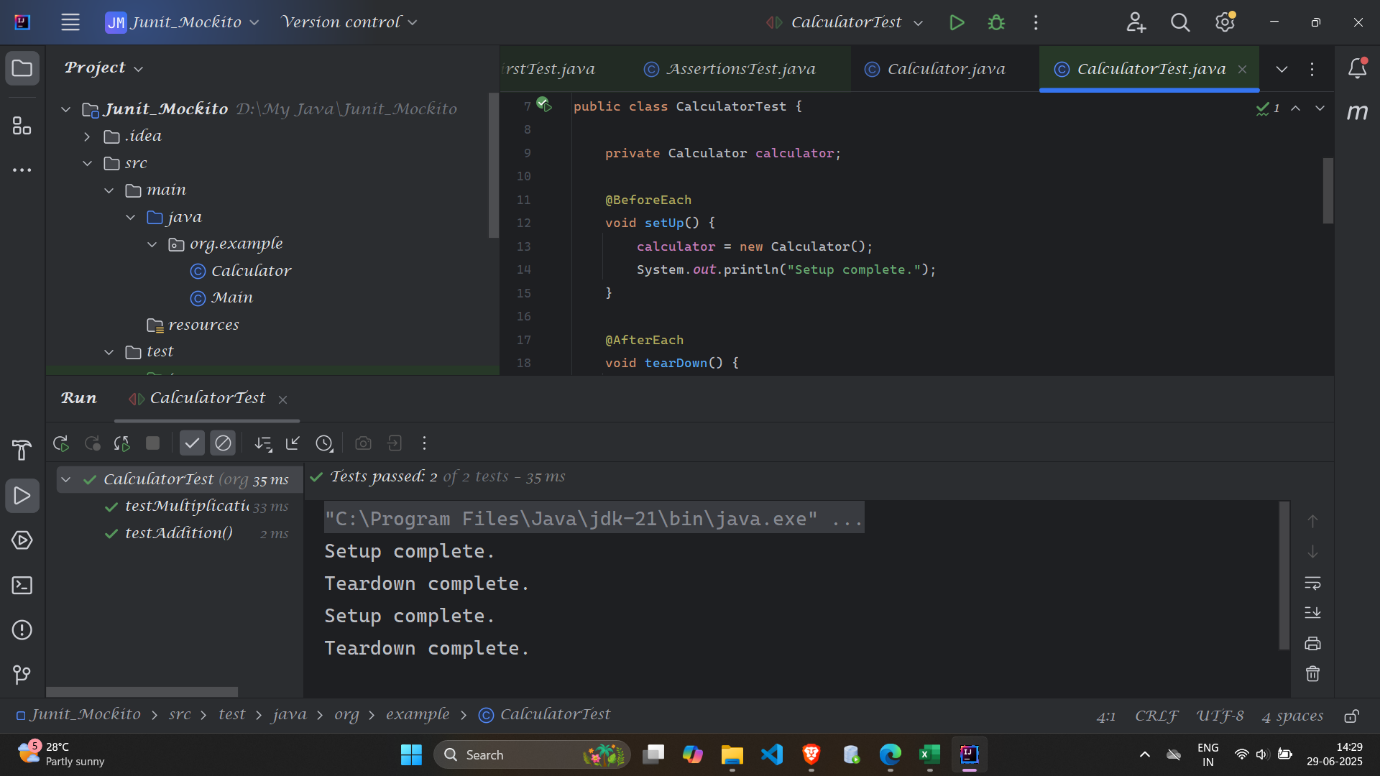 JM Junit_Mockito Version control CalculatorTest
Project
Junit_Mockito D:\My Java\Junit_Mockito
.idea
src
main
java
org.example
Calculator
Main
resources
test
irstTest.java AssertionsTest.java Calculator.java CalculatorTest.java
1
7 public class CalculatorTest {
8
9 private Calculator calculator;
10
11 @BeforeEach
12 void setUp() {
13 calculator = new Calculator();
14 System.out.println("Setup complete.");
15 }
16
17 @AfterEach
18 void tearDown() {
m
Run CalculatorTest
CalculatorTest (org 35 ms
testMultiplicatic 33 ms
testAddition() 2 ms
Tests passed: 2 of 2 tests – 35 ms
"C:\Program Files\Java\jdk-21\bin\java.exe" ...
Setup complete.
Teardown complete.
Setup complete.
Teardown complete.
Junit_Mockito > src > test > java > org > example > CalculatorTest
4:1 CRLF UTF-8 4 spaces
5
28°C
Partly sunny
Search
ENG
IN
14:29
29-06-2025